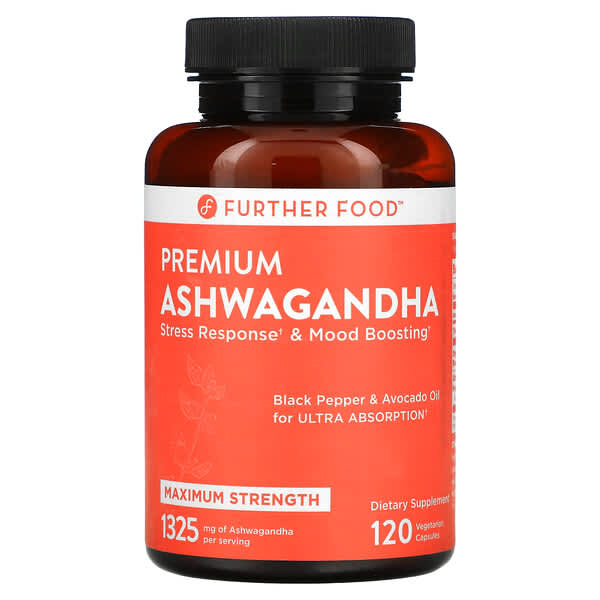 FURTHER FOOD™
PREMIUM
ASHWAGANDHA
Stress Response† & Mood Boosting†
Black Pepper & Avocado Oil
for ULTRA ABSORPTION†
MAXIMUM STRENGTH
1325 mg of Ashwagandha
per serving
Dietary Supplement
120 Vegetarian
Capsules